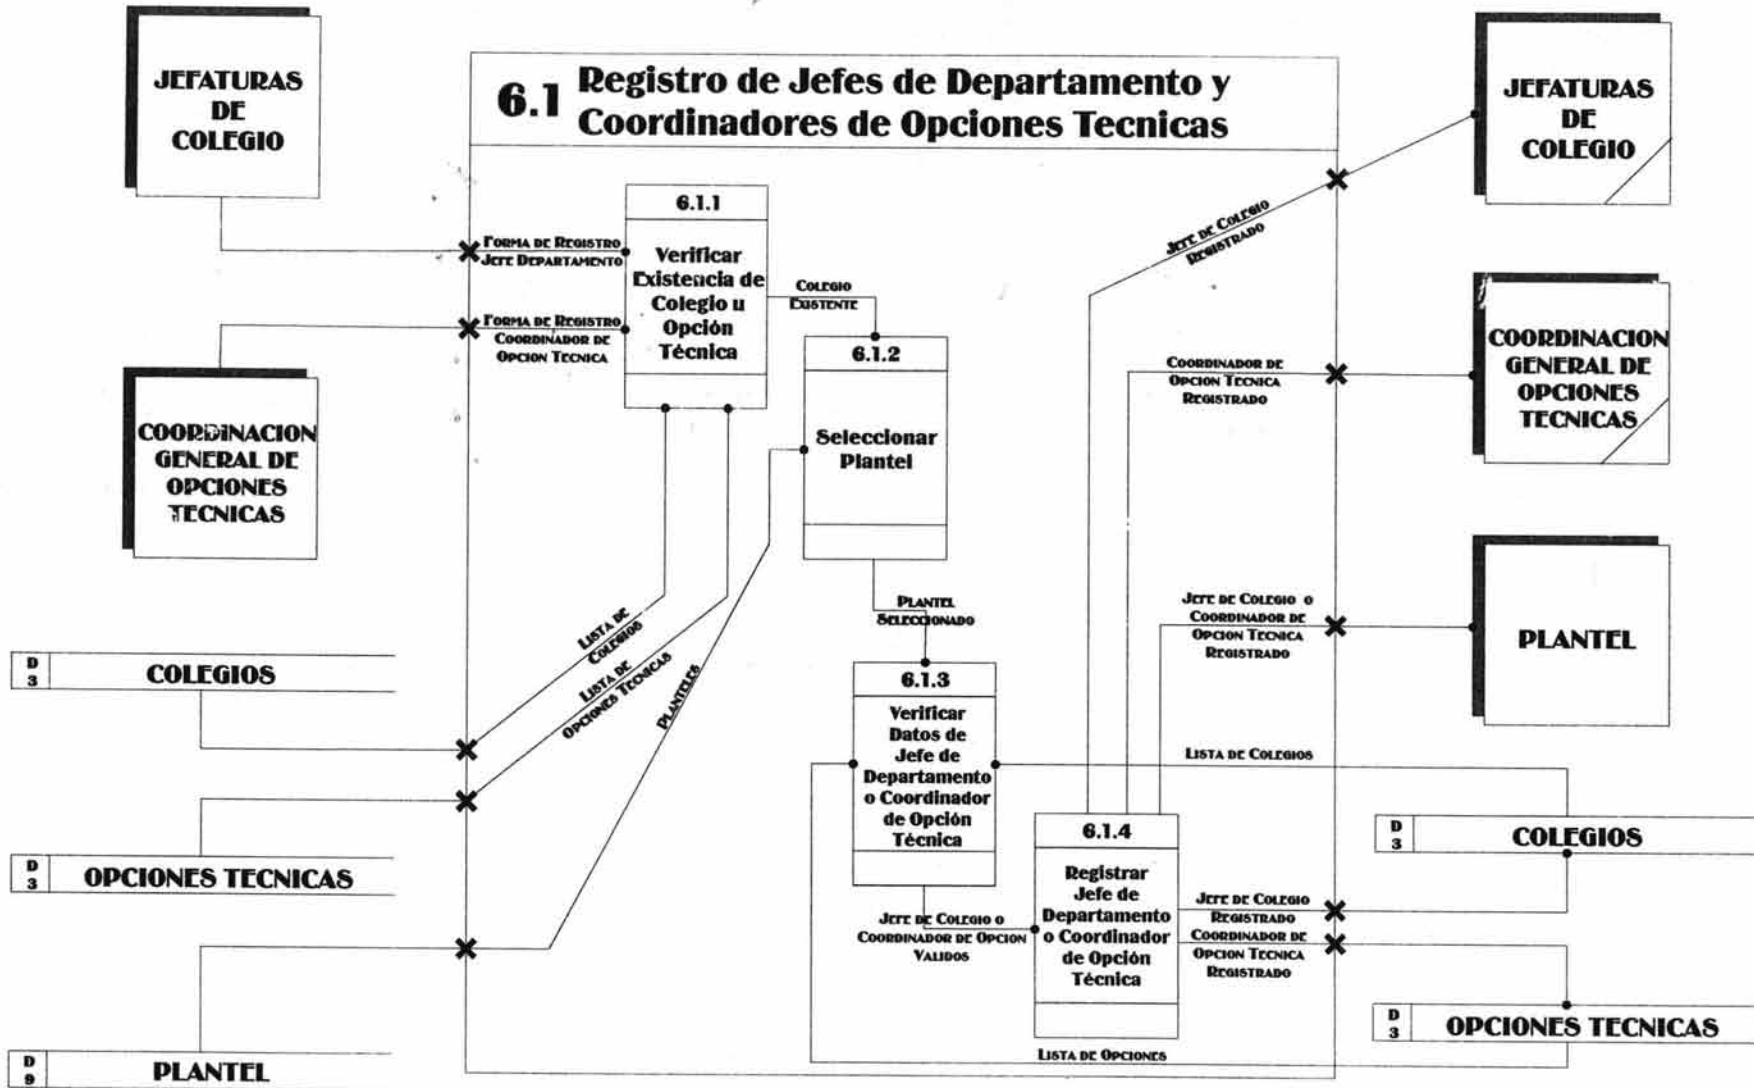 JEFATURAS
DE
COLEGIO
6.1 Registro de Jefes de Departamento y
Coordinadores de Opciones Tecnicas
JEFATURAS
DE
COLEGIO
6.1.1
Verificar
Existencia de
Colegio u
Opción
Técnica
FORMA DE REGISTRO
JEFE DEPARTAMENTO
FORMA DE REGISTRO
COORDINADOR DE
OPCION TECNICA
COLEGIO
EXISTENTE
JEFE DE COLEGIO
REGISTRADO
COORDINACION
GENERAL DE
OPCIONES
TECNICAS
6.1.2
Seleccionar
Plantel
COORDINADOR DE
OPCION TECNICA
REGISTRADO
COORDINACION
GENERAL DE
OPCIONES
TECNICAS
PLANTEL
SELECCIONADO
JEFE DE COLEGIO O
COORDINADOR DE
OPCION TECNICA
REGISTRADO
PLANTEL
LISTA DE
COLEGIOS
LISTA DE
OPCIONES TECNICAS
PLANTELES
D
3
COLEGIOS
6.1.3
Verificar
Datos de
Jefe de
Departamento
o Coordinador
de Opción
Técnica
LISTA DE COLEGIOS
D
3
OPCIONES TECNICAS
6.1.4
Registrar
Jefe de
Departamento
o Coordinador
de Opción
Técnica
D
3
COLEGIOS
JEFE DE COLEGIO O
COORDINADOR DE OPCION
VALIDOS
JEFE DE COLEGIO
REGISTRADO
COORDINADOR DE
OPCION TECNICA
REGISTRADO
D
3
OPCIONES TECNICAS
LISTA DE OPCIONES
D
9
PLANTEL